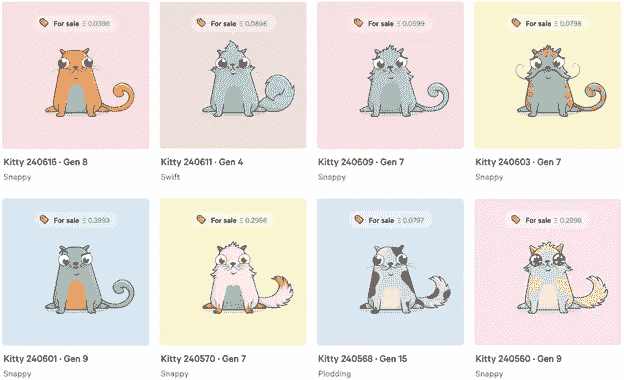 For sale Ξ 0.0396
For sale Ξ 0.0896
For sale Ξ 0.0599
For sale Ξ 0.0798
Kitty 240616 · Gen 8
Kitty 240611 · Gen 4
Kitty 240609 · Gen 7
Kitty 240603 · Gen 7
Snappy
Swift
Snappy
Snappy
For sale Ξ 0.3993
For sale Ξ 0.2956
For sale Ξ 0.0797
For sale Ξ 0.2998
Kitty 240601 · Gen 9
Kitty 240570 · Gen 7
Kitty 240568 · Gen 15
Kitty 240560 · Gen 9
Snappy
Snappy
Plodding
Snappy